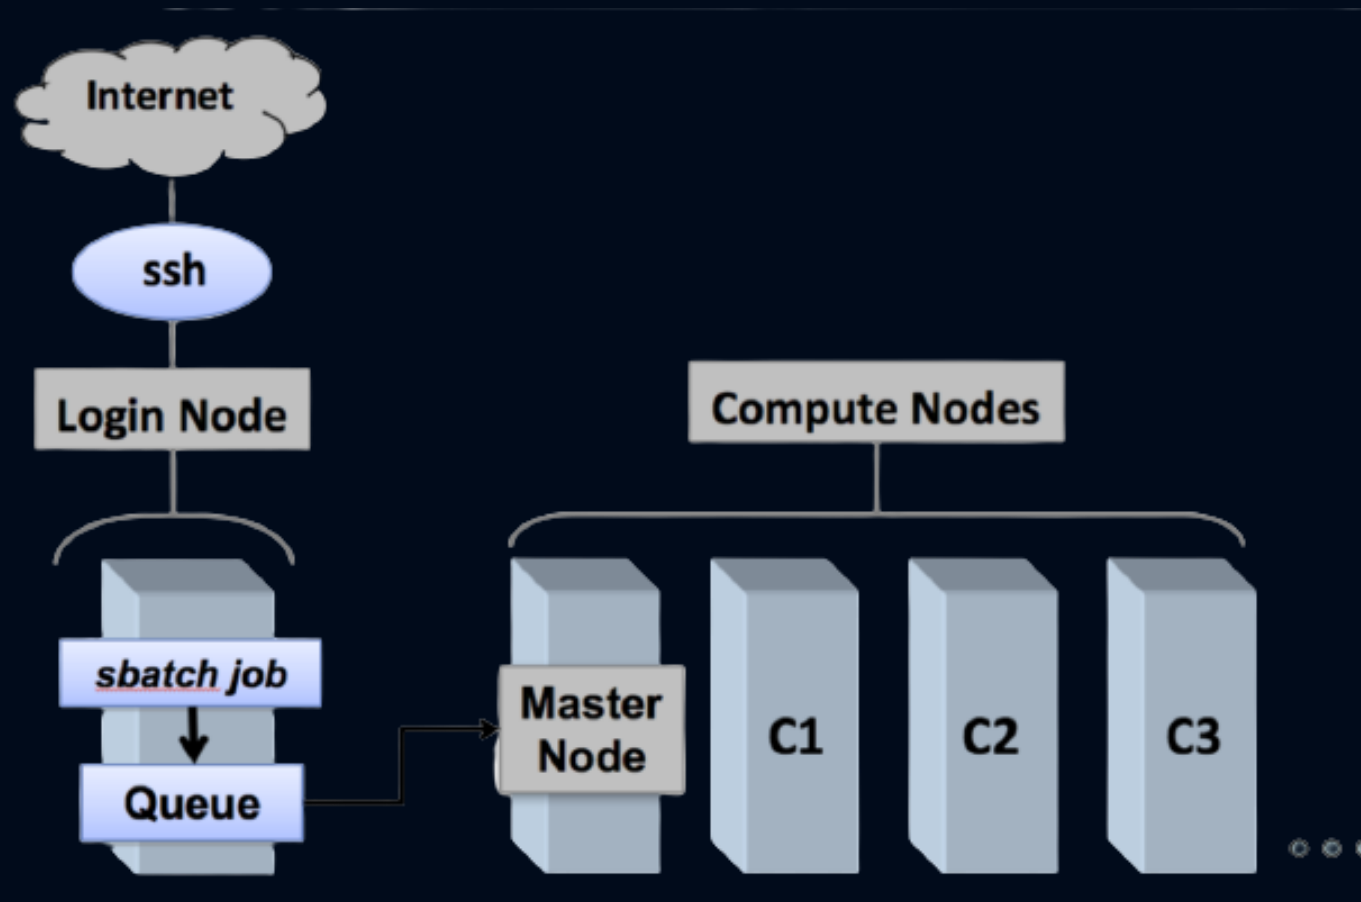 Internet
ssh
Login Node
Compute Nodes
sbatch job
Queue
Master
Node
C1
C2
C3